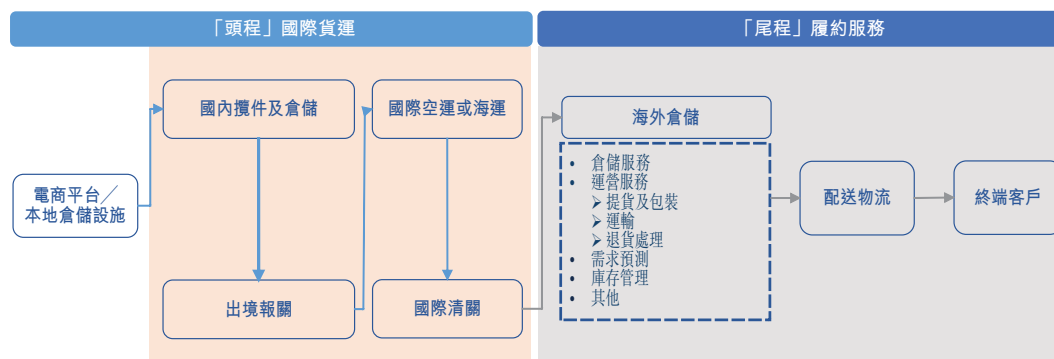 「頭程」國際貨運
「尾程」履約服務
電商平台／
本地倉儲設施
國內攬件及倉儲
出境報關
國際空運或海運
國際清關
海外倉儲
• 倉儲服務
• 運營服務
➢ 提貨及包裝
➢ 運輸
➢ 退貨處理
• 需求預測
• 庫存管理
• 其他
配送物流
終端客戶